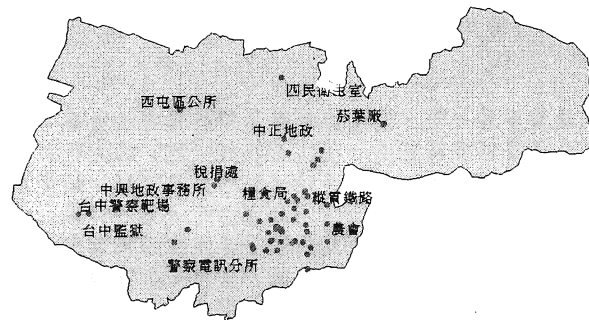 西屯區公所
四民衛生室
菸葉廠
中正地政
稅捐處
中興地政事務所
糧食局
縱貫鐵路
台中警察靶場
台中監獄
農會
警察電訊分所